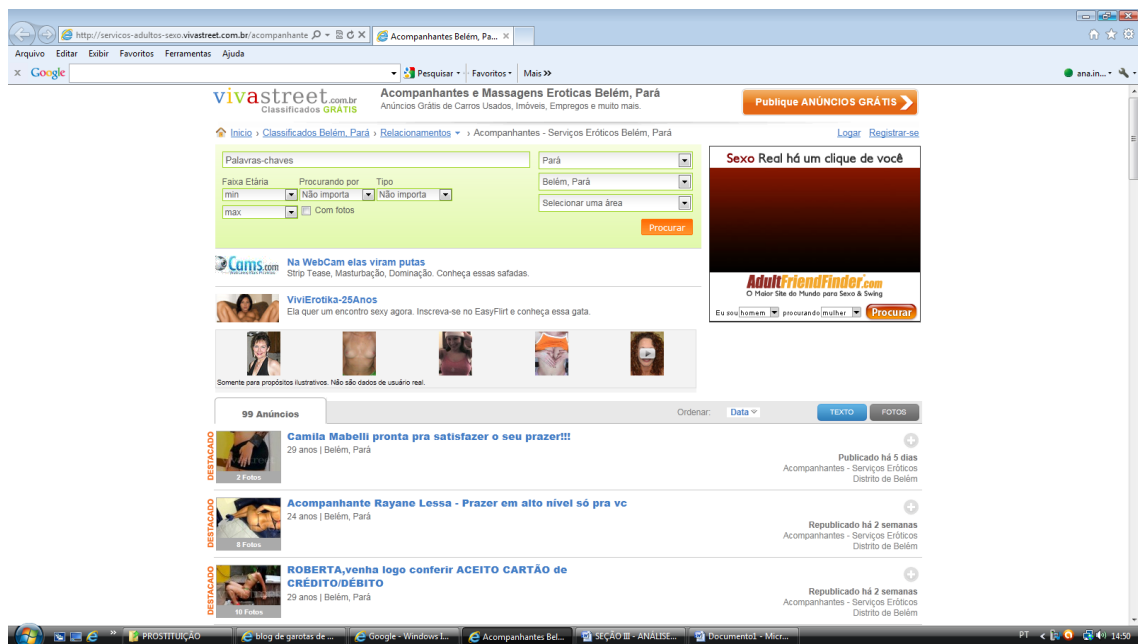 http://servicos-adultos-sexo.vivastreet.com.br/acompanhante
Acompanhantes Belém, Pa...
Arquivo Editar Exibir Favoritos Ferramentas Ajuda
x Google Pesquisar Favoritos Mais >> ana.in...
vivastreet.com.br
Classificados GRÁTIS
Acompanhantes e Massagens Eroticas Belém, Pará
Anúncios Grátis de Carros Usados, Imóveis, Empregos e muito mais.
Publique ANÚNCIOS GRÁTIS
Inicio › Classificados Belém, Pará › Relacionamentos › Acompanhantes - Serviços Eróticos Belém, Pará
Logar Registrar-se
Palavras-chaves
Pará
Faixa Etária Procurando por Tipo
Belém, Pará
min Não importa Não importa
Selecionar uma área
max Com fotos
Procurar
Sexo Real há um clique de você
AdultFriendFinder.com
O Maior Site do Mundo para Sexo & Swing
Eu sou homem procurando mulher Procurar
Cams.com
Na WebCam elas viram putas
Strip Tease, Masturbação, Dominação. Conheça essas safadas.
ViviErotika-25Anos
Ela quer um encontro sexy agora. Inscreva-se no EasyFlirt e conheça essa gata.
Somente para propósitos ilustrativos. Não são dados de usuário real.
99 Anúncios
Ordenar: Data
TEXTO FOTOS
DESTACADO
2 Fotos
Camila Mabelli pronta pra satisfazer o seu prazer!!!
29 anos | Belém, Pará
Publicado há 5 dias
Acompanhantes - Serviços Eróticos
Distrito de Belém
DESTACADO
8 Fotos
Acompanhante Rayane Lessa - Prazer em alto nível só pra vc
24 anos | Belém, Pará
Republicado há 2 semanas
Acompanhantes - Serviços Eróticos
Distrito de Belém
DESTACADO
10 Fotos
ROBERTA,venha logo conferir ACEITO CARTÃO de
CRÉDITO/DÉBITO
29 anos | Belém, Pará
Republicado há 2 semanas
Acompanhantes - Serviços Eróticos
Distrito de Belém
PROSTITUIÇÃO
blog de garotas de ...
Google - Windows I...
Acompanhantes Bel...
SEÇÃO III - ANÁLISE...
Documento1 - Micr...
PT 14:50